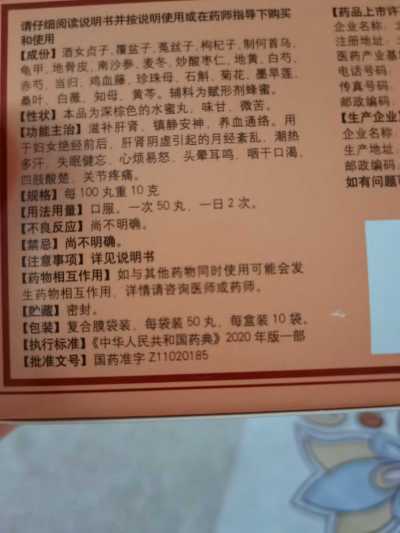 请仔细阅读说明书并按说明使用或在药师指导下购买
和使用
【成份】酒女贞子、覆盆子、菟丝子、枸杞子、制何首乌、
龟甲、地骨皮、南沙参、麦冬、炒酸枣仁、地黄、白芍、
赤芍、当归、鸡血藤、珍珠母、石斛、菊花、墨旱莲、
桑叶、白薇、知母、黄芩。辅料为赋形剂蜂蜜。
【性状】本品为深棕色的水蜜丸，味甘、微苦。
【功能主治】滋补肝肾、镇静安神、养血通络。用
于妇女绝经前后，肝肾阴虚引起的月经紊乱、潮热
多汗、失眠健忘、心烦易怒、头晕耳鸣、咽干口渴、
四肢酸楚、关节疼痛。
【规格】每100丸重10克
【用法用量】口服。一次50丸，一日2次。
【不良反应】尚不明确。
【禁忌】尚不明确。
【注意事项】详见说明书
【药物相互作用】如与其他药物同时使用可能会发
生药物相互作用，详情请咨询医师或药师。
【贮藏】密封。
【包装】复合膜袋装，每袋装50丸，每盒装10袋。
【执行标准】《中华人民共和国药典》2020年版一部
【批准文号】国药准字Z11020185
【药品上市许
企业名称：
注册地址：
医药产业基
电话号码：
传真号码
邮政编码
【生产企业
企业名称
生产地址：
邮政编码
如有问题